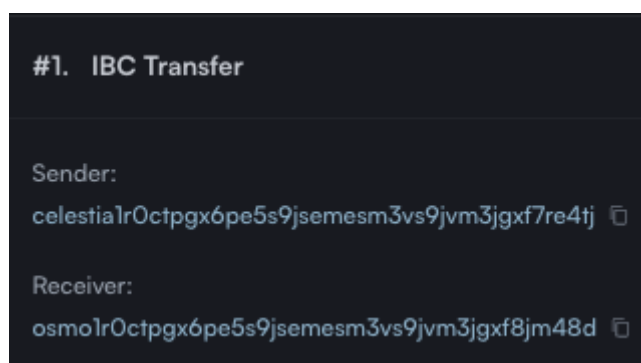 #1. IBC Transfer
Sender:
celestia1r0ctpgx6pe5s9jsemesm3vs9jvm3jgxf7re4tj
Receiver:
osmo1r0ctpgx6pe5s9jsemesm3vs9jvm3jgxf8jm48d